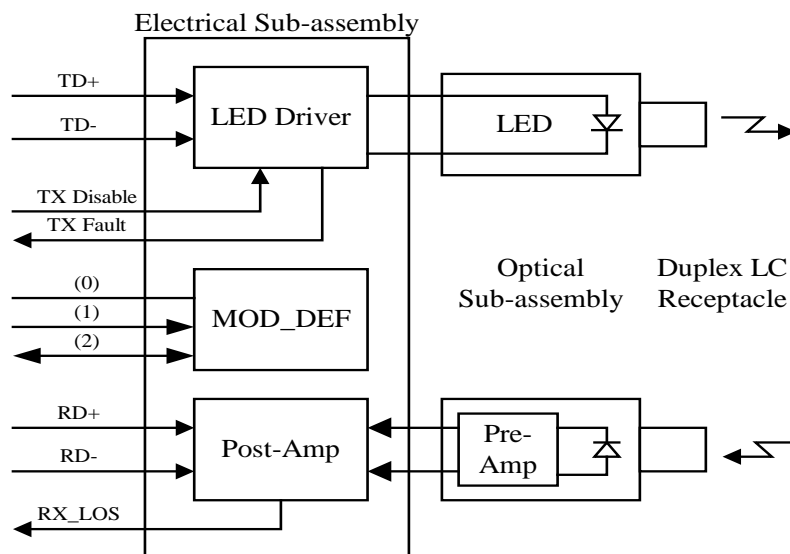 Electrical Sub-assembly
TD+
TD-
LED Driver
LED
TX Disable
TX Fault
(0)
(1)
(2)
MOD_DEF
Optical
Sub-assembly
Duplex LC
Receptacle
RD+
RD-
Post-Amp
Pre-
Amp
RX_LOS